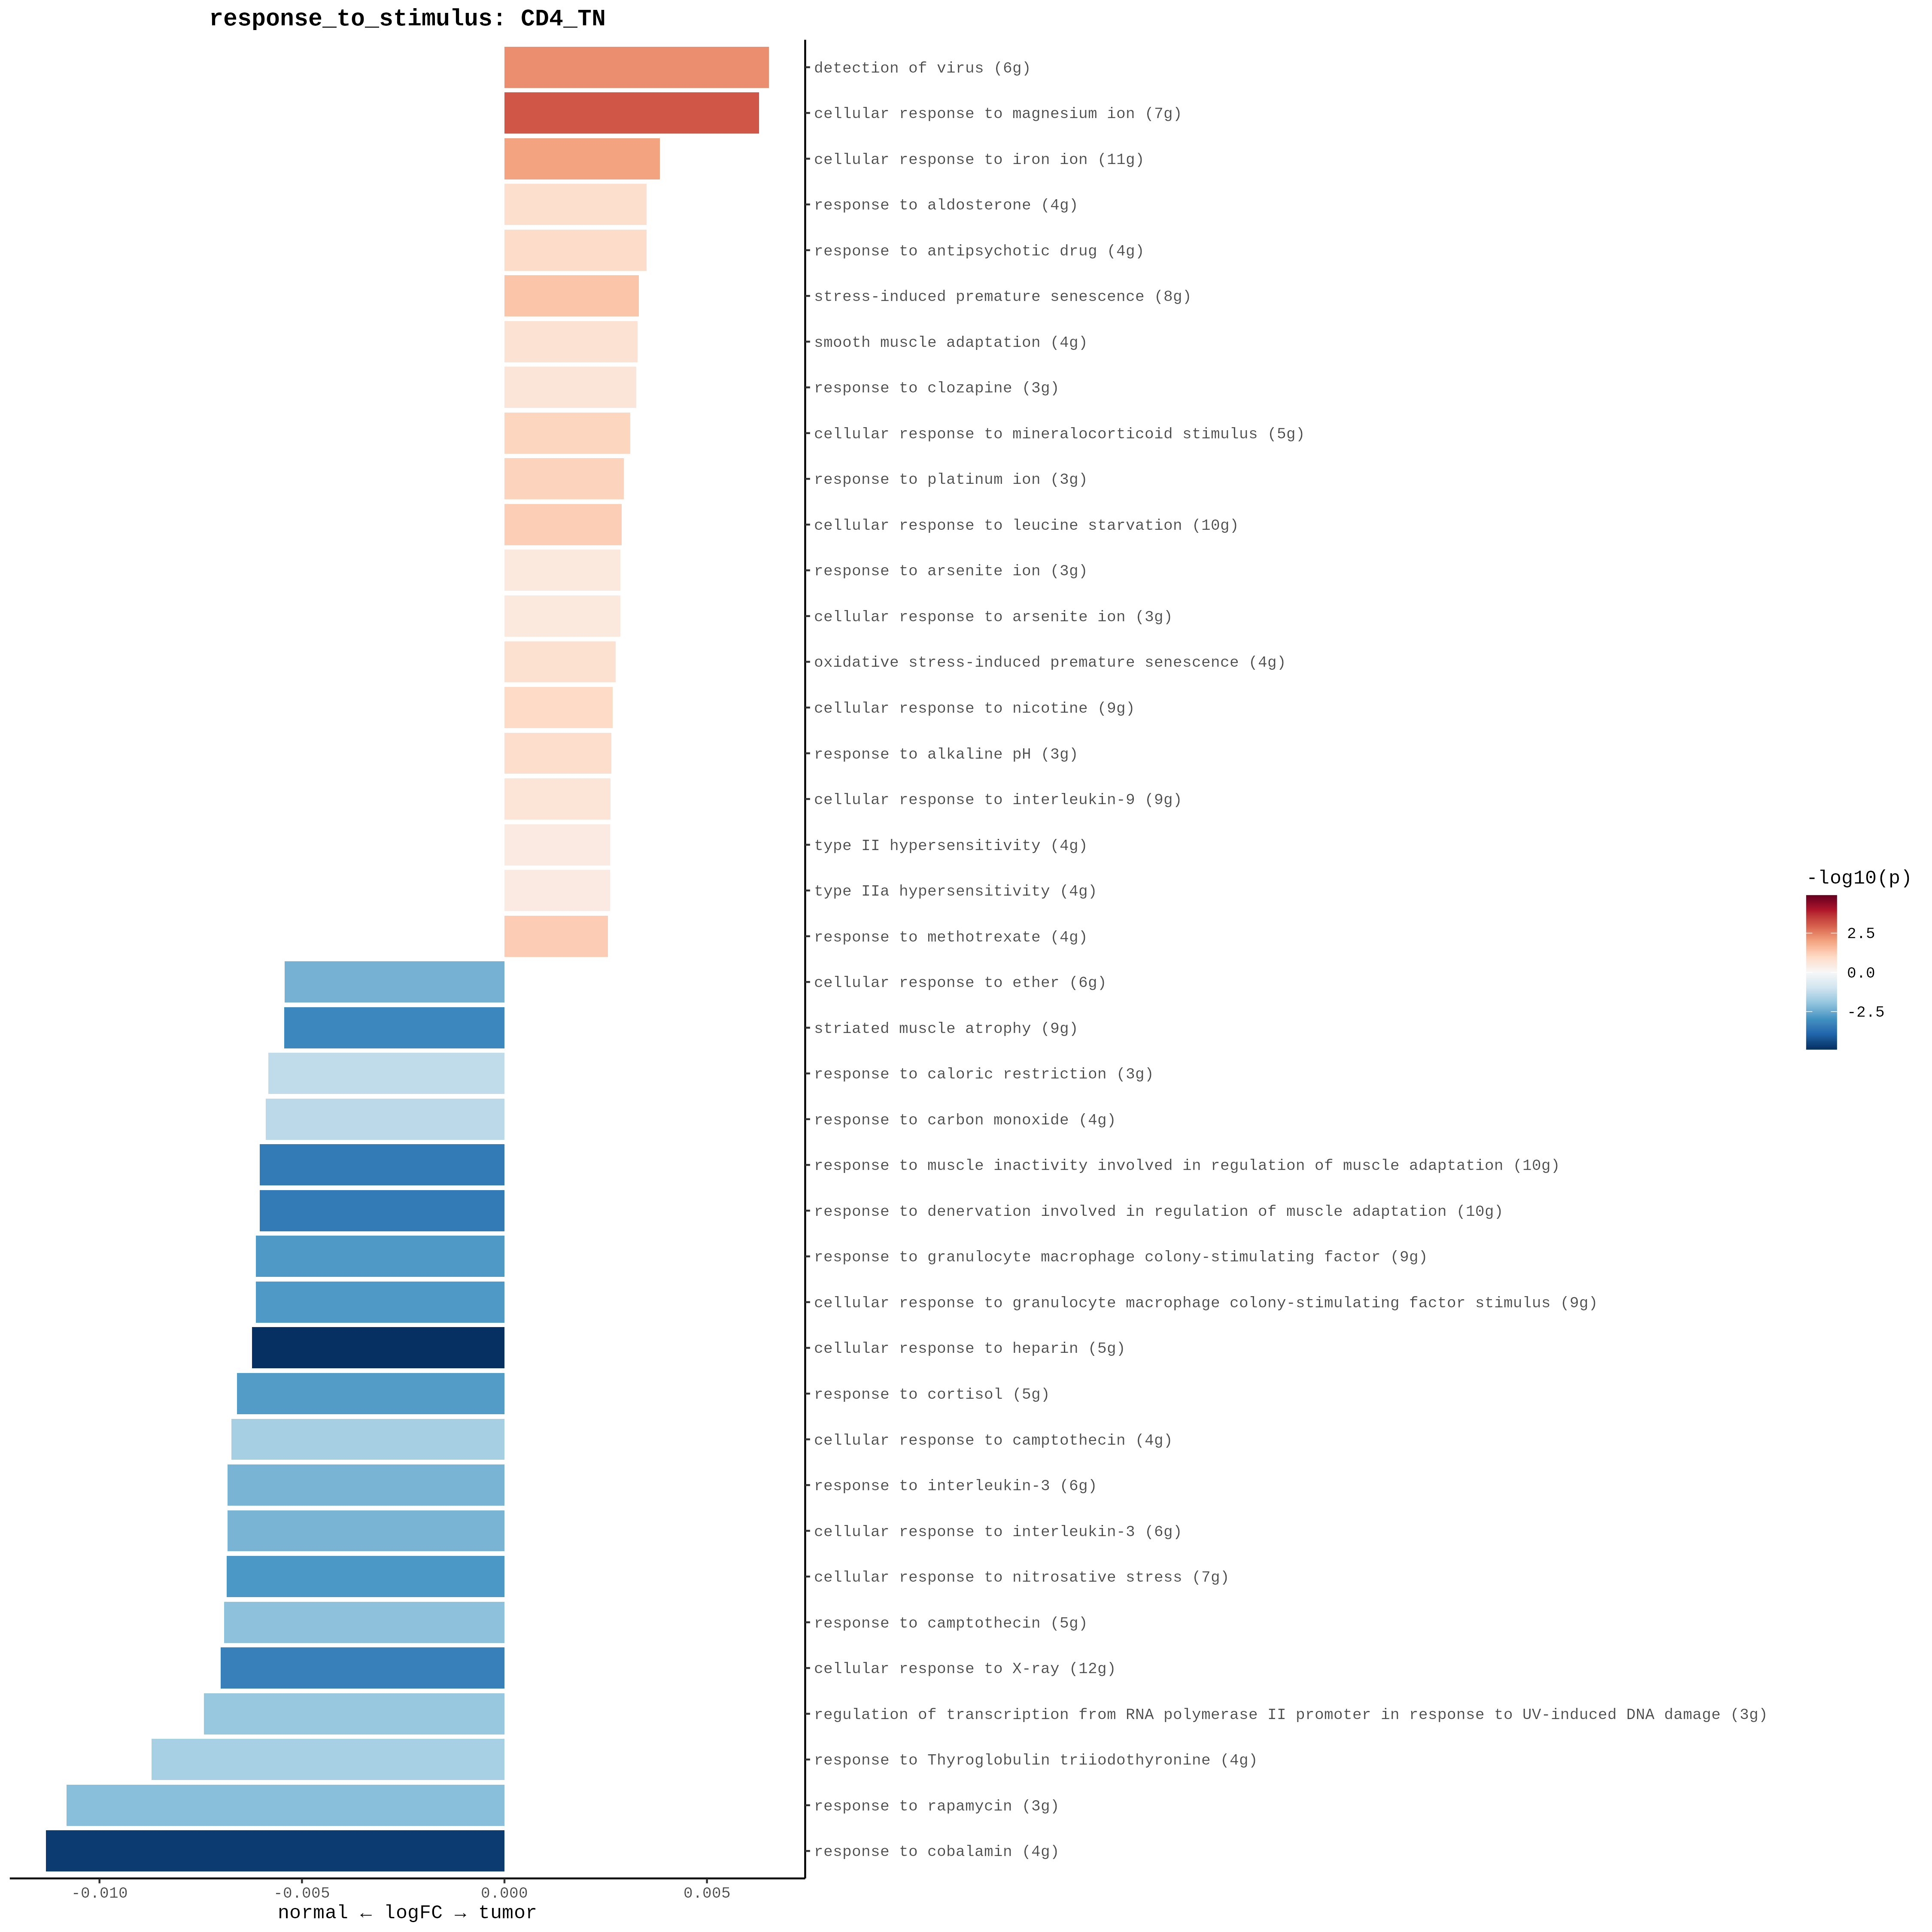 response_to_stimulus: CD4_TN
detection of virus (6g)
cellular response to magnesium ion (7g)
cellular response to iron ion (11g)
response to aldosterone (4g)
response to antipsychotic drug (4g)
stress-induced premature senescence (8g)
smooth muscle adaptation (4g)
response to clozapine (3g)
cellular response to mineralocorticoid stimulus (5g)
response to platinum ion (3g)
cellular response to leucine starvation (10g)
response to arsenite ion (3g)
cellular response to arsenite ion (3g)
oxidative stress-induced premature senescence (4g)
cellular response to nicotine (9g)
response to alkaline pH (3g)
cellular response to interleukin-9 (9g)
type II hypersensitivity (4g)
type IIa hypersensitivity (4g)
response to methotrexate (4g)
cellular response to ether (6g)
striated muscle atrophy (9g)
response to caloric restriction (3g)
response to carbon monoxide (4g)
response to muscle inactivity involved in regulation of muscle adaptation (10g)
response to denervation involved in regulation of muscle adaptation (10g)
response to granulocyte macrophage colony-stimulating factor (9g)
cellular response to granulocyte macrophage colony-stimulating factor stimulus (9g)
cellular response to heparin (5g)
response to cortisol (5g)
cellular response to camptothecin (4g)
response to interleukin-3 (6g)
cellular response to interleukin-3 (6g)
cellular response to nitrosative stress (7g)
response to camptothecin (5g)
cellular response to X-ray (12g)
regulation of transcription from RNA polymerase II promoter in response to UV-induced DNA damage (3g)
response to Thyroglobulin triiodothyronine (4g)
response to rapamycin (3g)
response to cobalamin (4g)
-0.010 -0.005 0.000 0.005
normal ← logFC → tumor
-log10(p)
2.5
0.0
-2.5